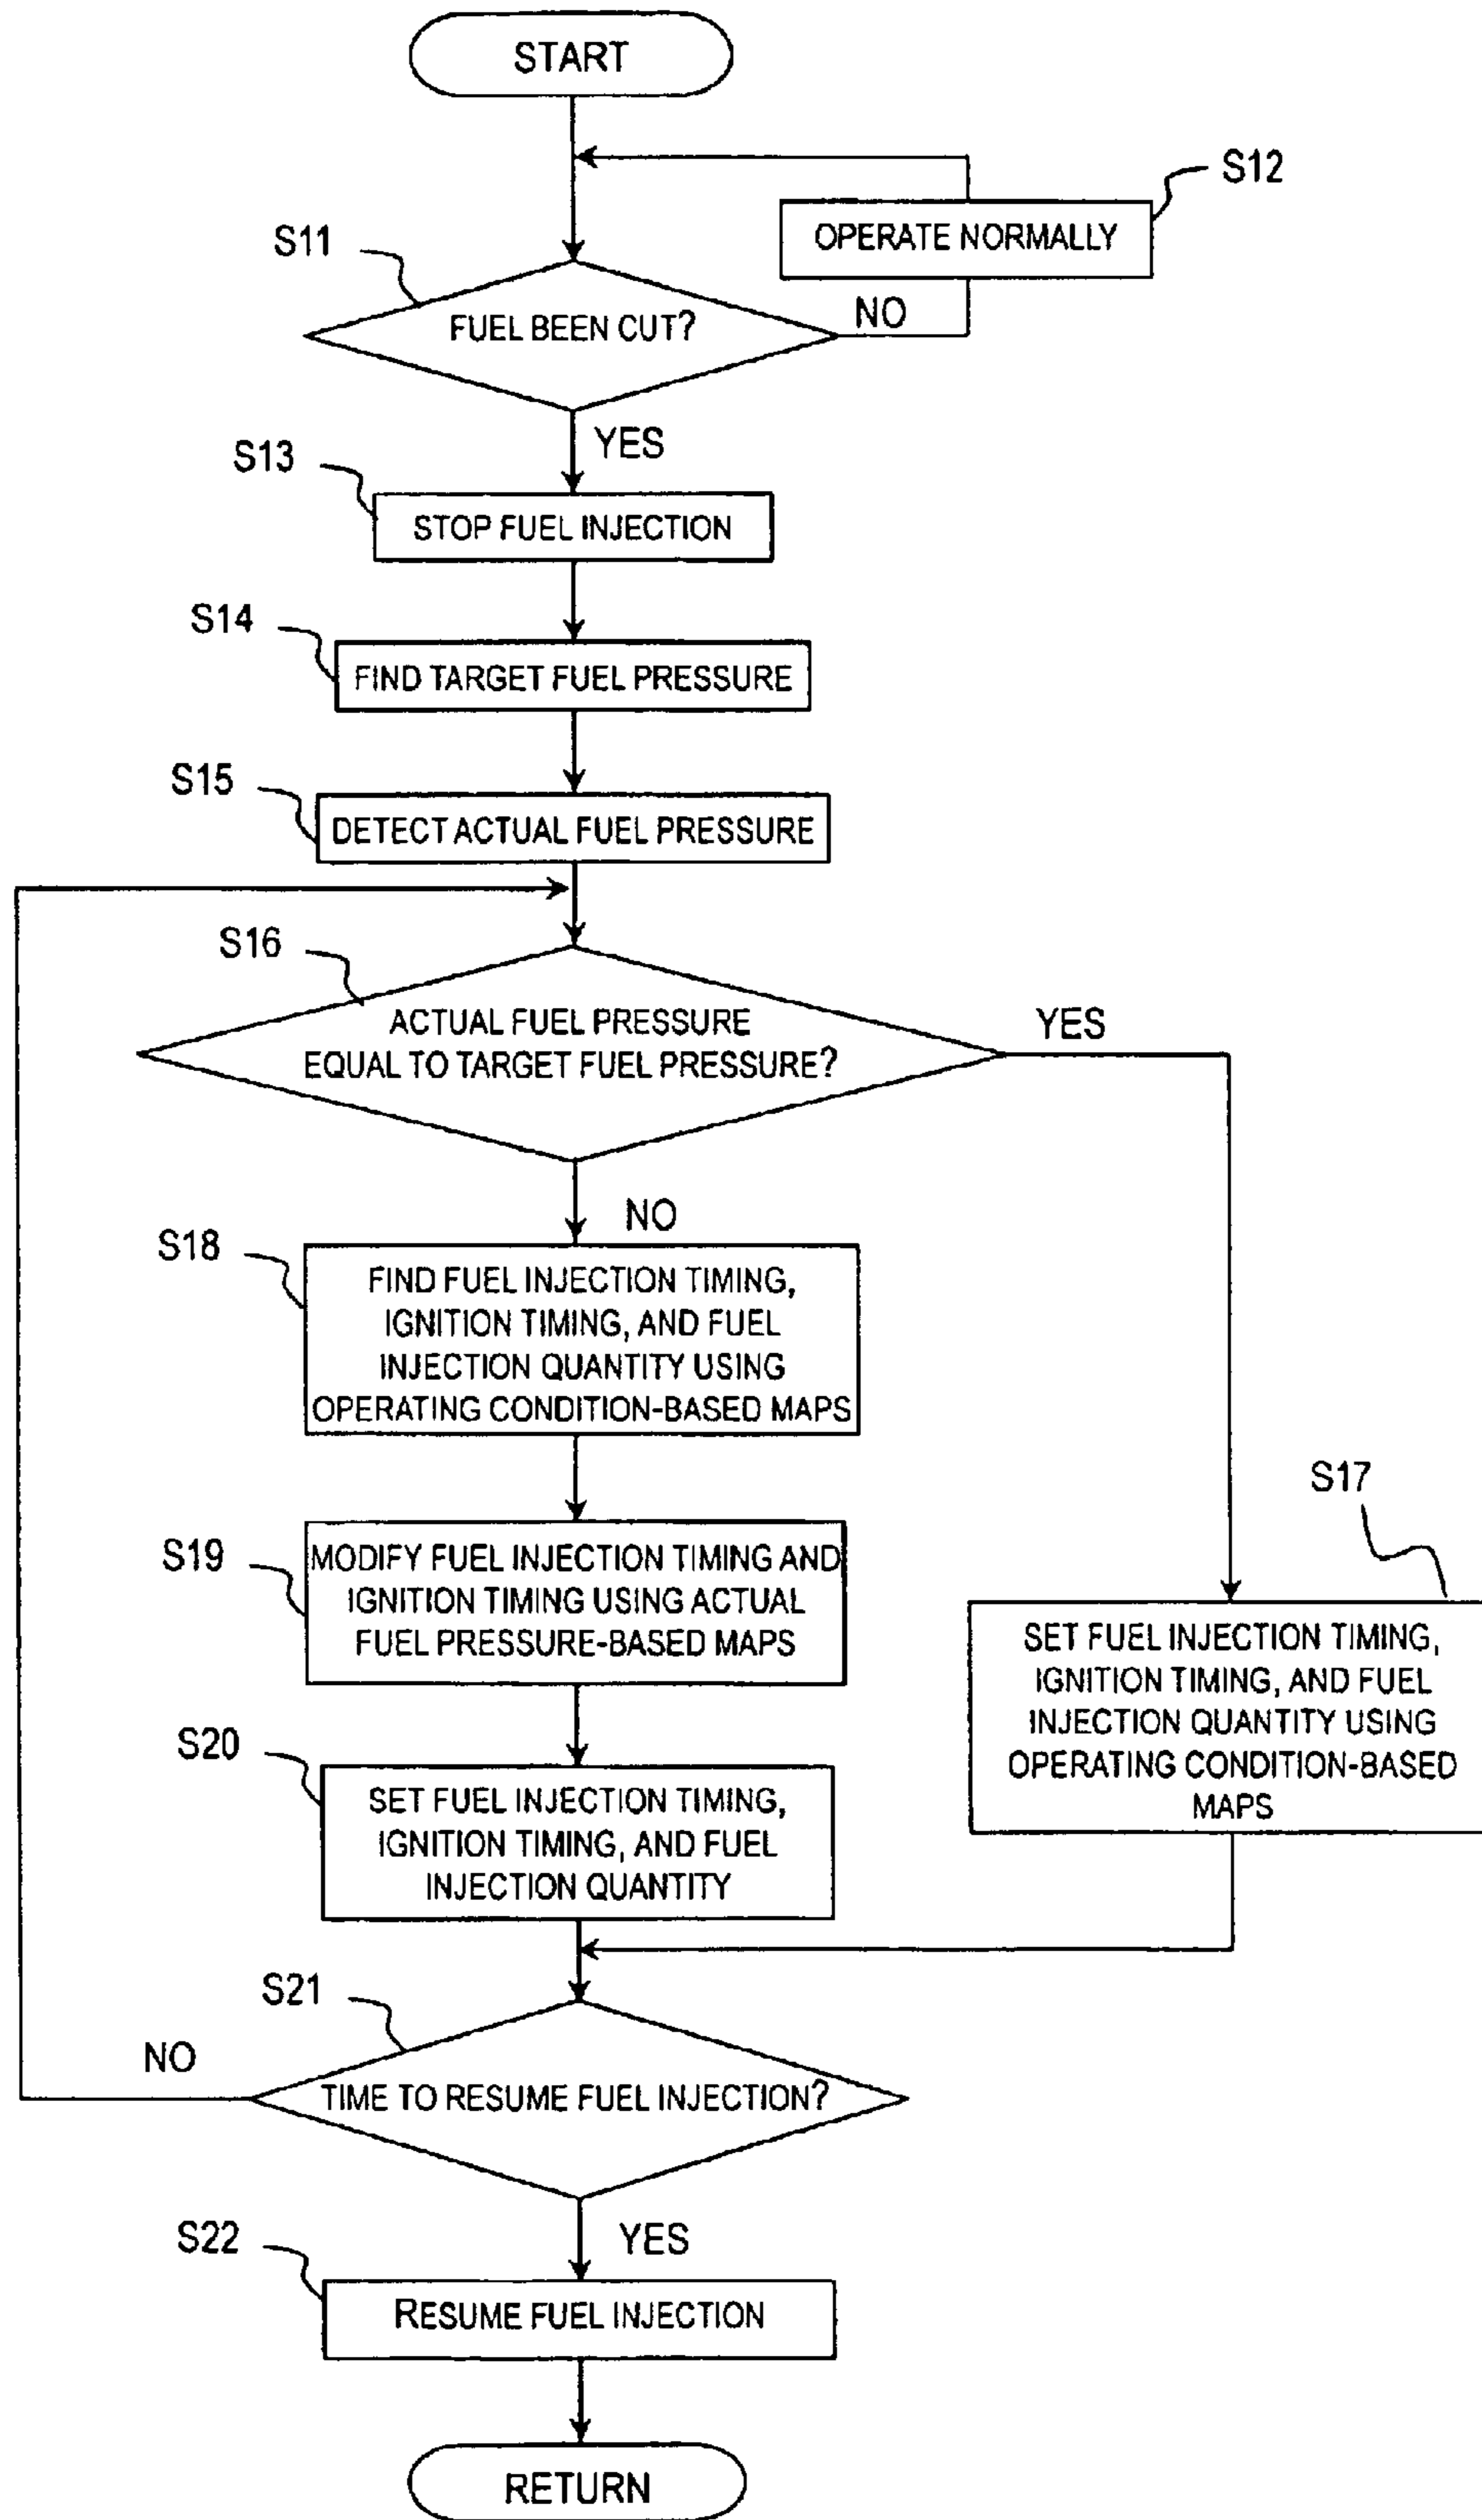 START
S12
OPERATE NORMALLY
S11
FUEL BEEN CUT?
NO
YES
S13
STOP FUEL INJECTION
S14
FIND TARGET FUEL PRESSURE
S15
DETECT ACTUAL FUEL PRESSURE
S16
ACTUAL FUEL PRESSURE
EQUAL TO TARGET FUEL PRESSURE?
YES
NO
S18
FIND FUEL INJECTION TIMING,
IGNITION TIMING, AND FUEL
INJECTION QUANTITY USING
OPERATING CONDITION-BASED MAPS
S17
SET FUEL INJECTION TIMING,
IGNITION TIMING, AND FUEL
INJECTION QUANTITY USING
OPERATING CONDITION-BASED
MAPS
S19
MODIFY FUEL INJECTION TIMING AND
IGNITION TIMING USING ACTUAL
FUEL PRESSURE-BASED MAPS
S20
SET FUEL INJECTION TIMING,
IGNITION TIMING, AND FUEL
INJECTION QUANTITY
S21
NO
TIME TO RESUME FUEL INJECTION?
YES
S22
RESUME FUEL INJECTION
RETURN